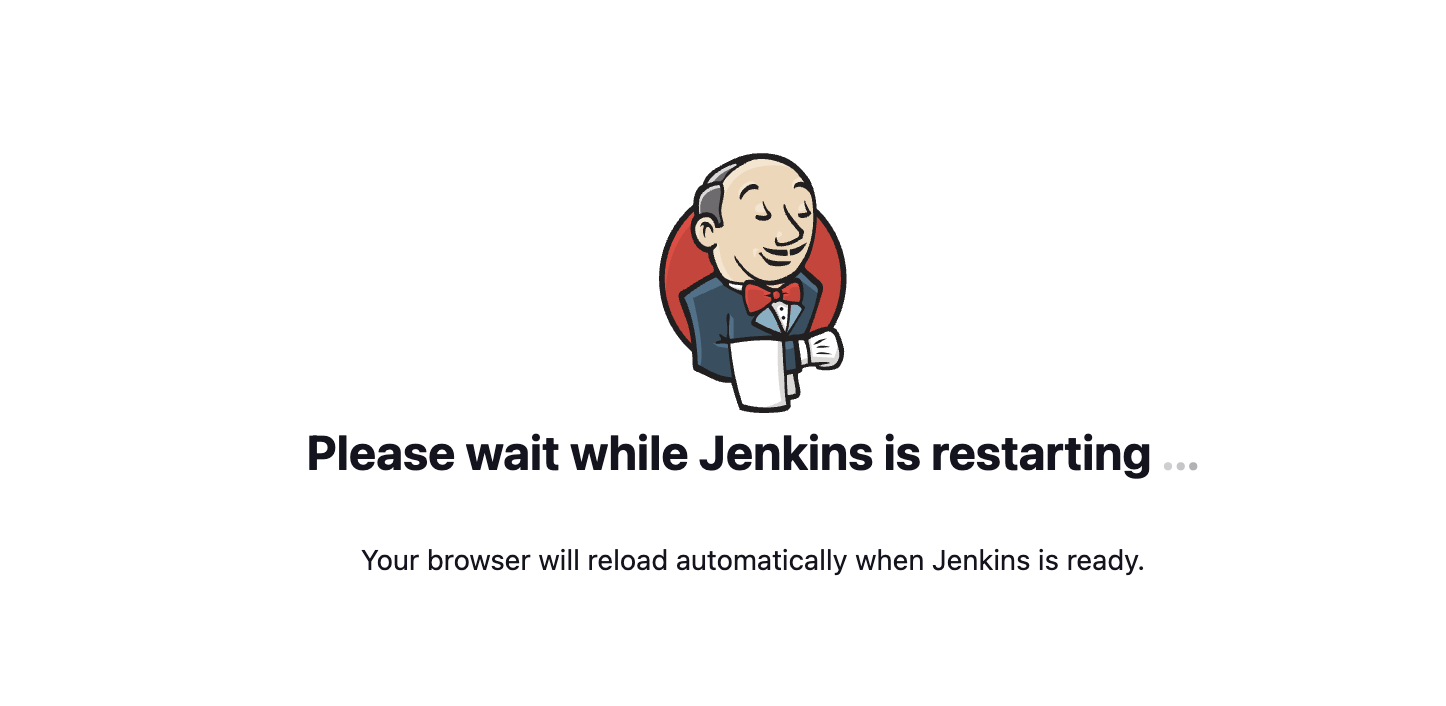 Please wait while Jenkins is restarting ...
Your browser will reload automatically when Jenkins is ready.